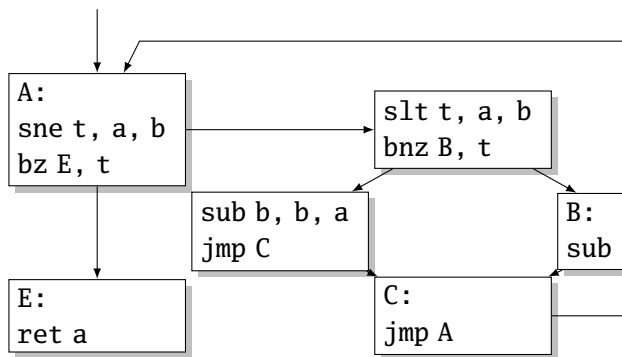 A:
sne t, a, b
bz E, t
slt t, a, b
bnz B, t
sub b, b, a
jmp C
B:
sub
E:
ret a
C:
jmp A